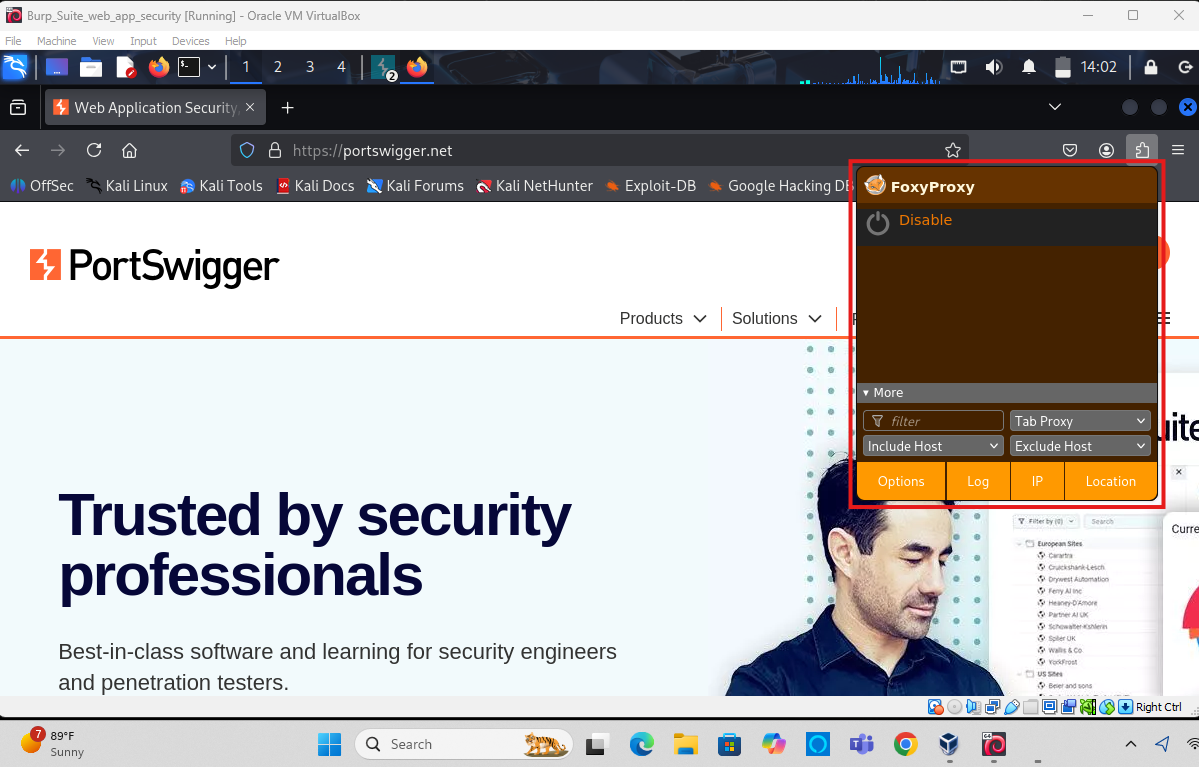 Burp_Suite_web_app_security [Running] - Oracle VM VirtualBox
File Machine View Input Devices Help
1 2 3 4 2 14:02
Web Application Security,
https://portswigger.net
OffSec Kali Linux Kali Tools Kali Docs Kali Forums Kali NetHunter Exploit-DB Google Hacking DB
FoxyProxy
Disable
PortSwigger
Products Solutions
More
filter Tab Proxy
Include Host Exclude Host
Options Log IP Location
Trusted by security
professionals
Best-in-class software and learning for security engineers
and penetration testers.
Filter by (0) Search
European Sites
Carartra
Cruickshank-Lesch
Drywest Automation
Ferry AI Inc
Heaney-D'Amore
Partner AI UK
Schowalter-Kshlerin
Spller UK
Wallis & Co
YorkFrost
US Sites
Beier and sons
Curre
Right Ctrl
7
89°F
Sunny
Search
64